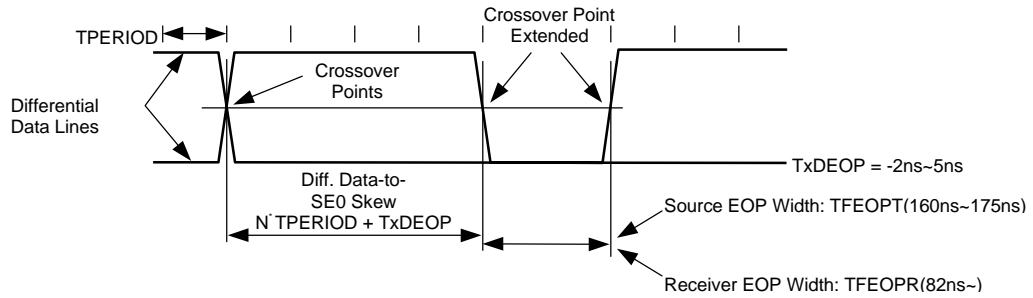 Crossover Point
Extended
TPERIOD
Crossover
Points
Differential
Data Lines
TxDEOP = -2ns~5ns
Diff. Data-to-
SE0 Skew
N*TPERIOD + TxDEOP
Source EOP Width: TFEOPT(160ns~175ns)
Receiver EOP Width: TFEOPR(82ns~)